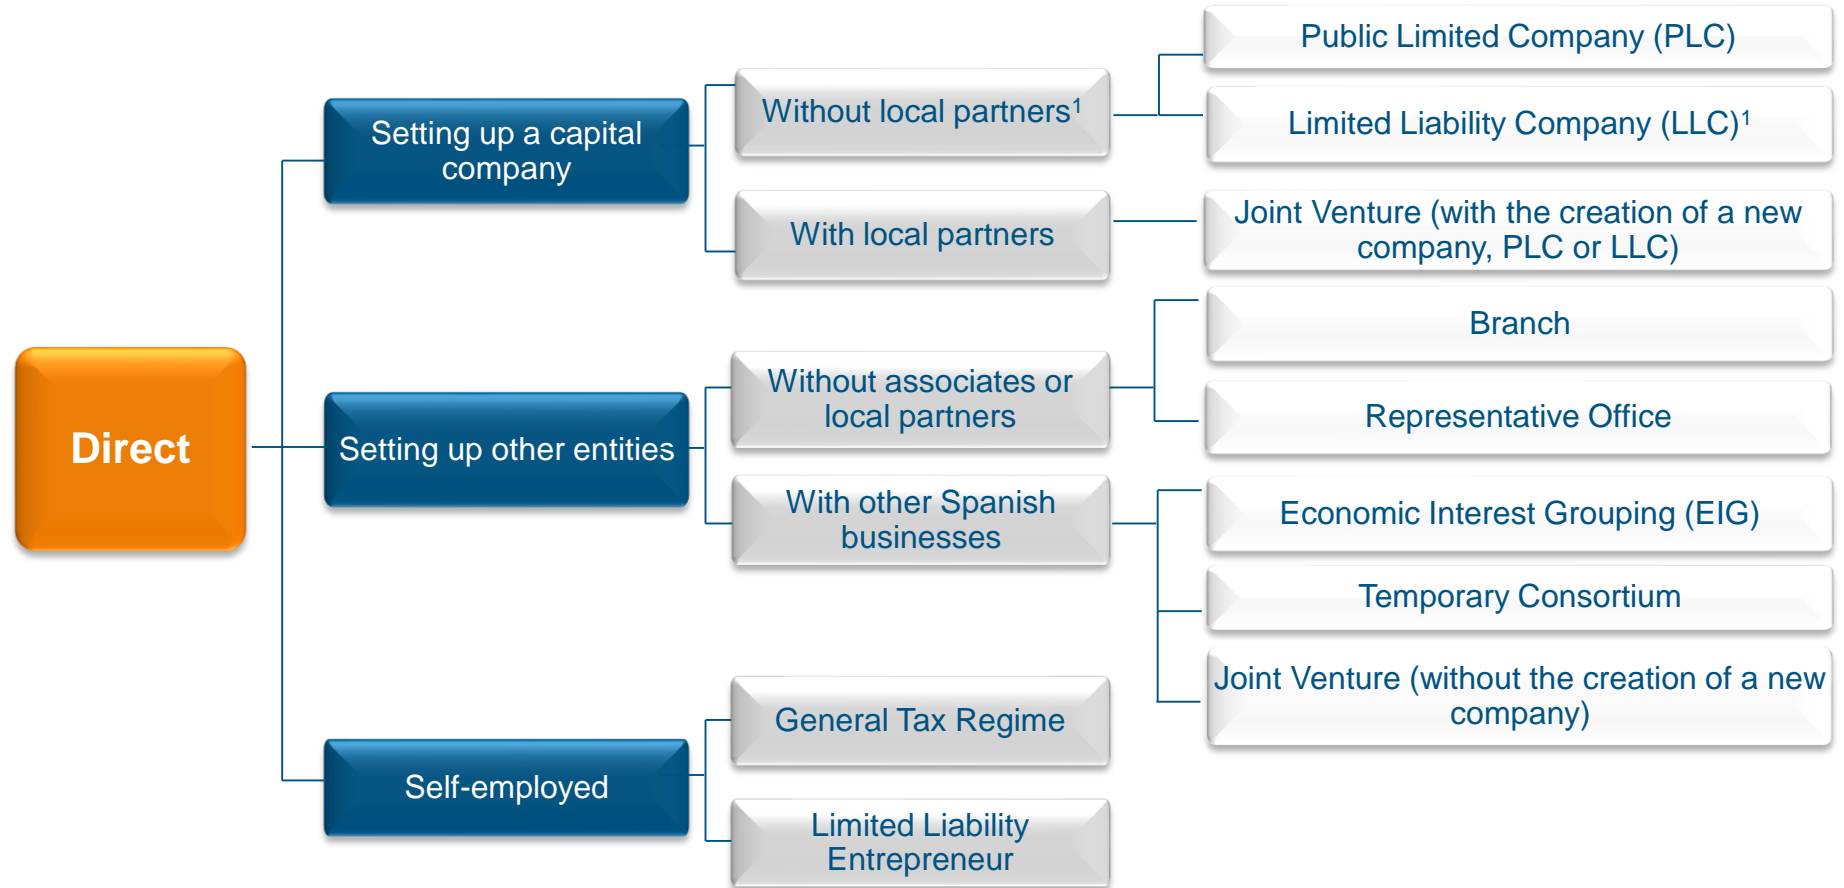 Direct
Setting up a capital
company
Without local partners¹
Public Limited Company (PLC)
Limited Liability Company (LLC)¹
With local partners
Joint Venture (with the creation of a new
company, PLC or LLC)
Setting up other entities
Without associates or
local partners
Branch
Representative Office
With other Spanish
businesses
Economic Interest Grouping (EIG)
Temporary Consortium
Joint Venture (without the creation of a new
company)
Self-employed
General Tax Regime
Limited Liability
Entrepreneur